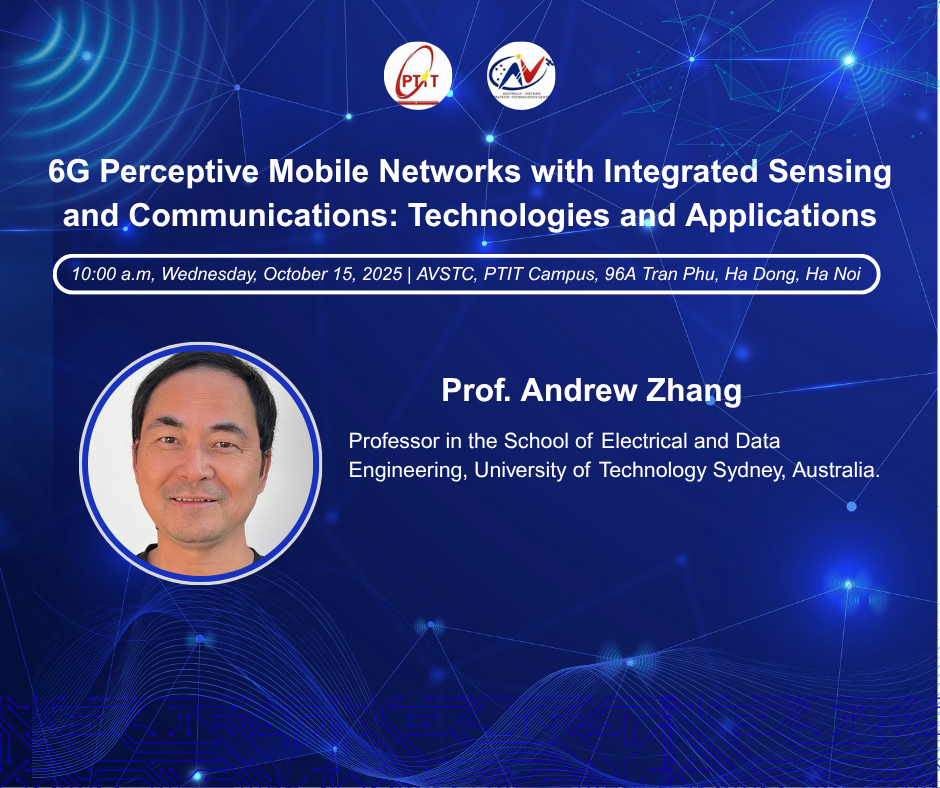 PTIT
AV
6G Perceptive Mobile Networks with Integrated Sensing
and Communications: Technologies and Applications
10:00 a.m, Wednesday, October 15, 2025 | AVSTC, PTIT Campus, 96A Tran Phu, Ha Dong, Ha Noi
Prof. Andrew Zhang
Professor in the School of Electrical and Data
Engineering, University of Technology Sydney, Australia.